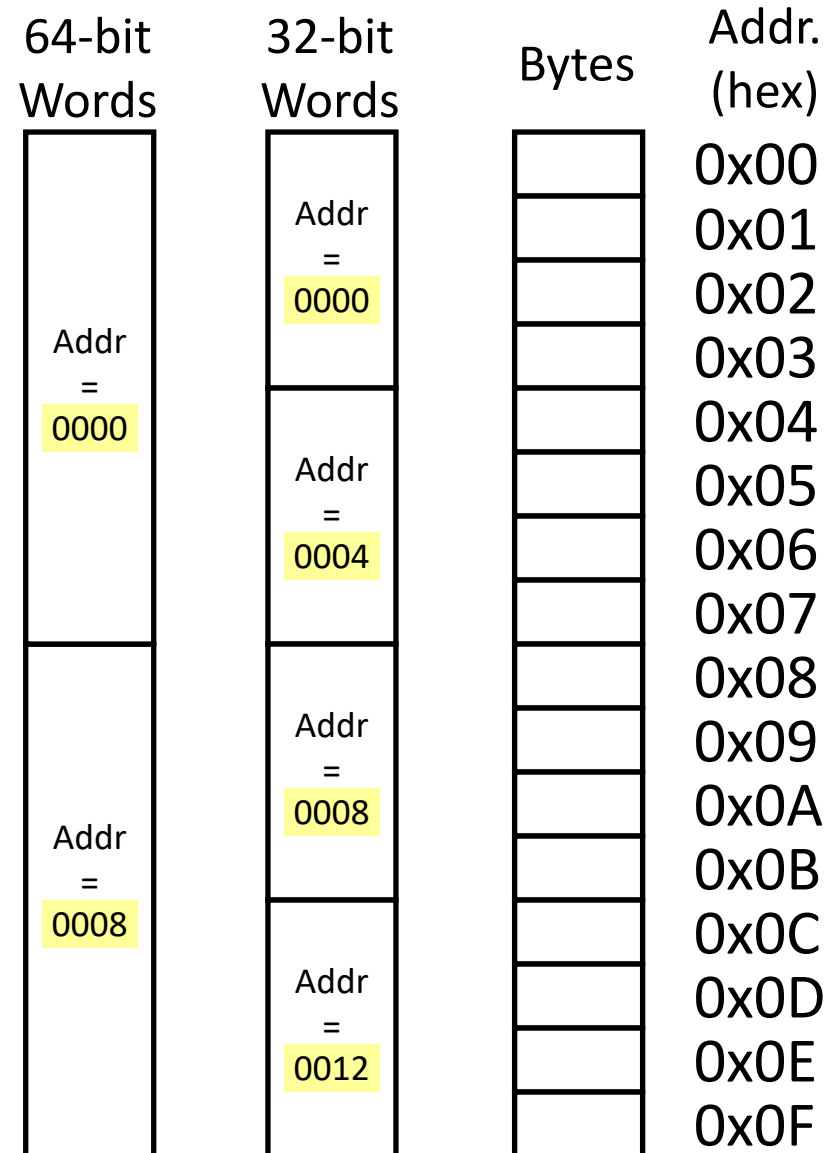 64-bit
Words
32-bit
Words
Bytes
Addr.
(hex)
Addr
=
0000
Addr
=
0008
Addr
=
0000
Addr
=
0004
Addr
=
0008
Addr
=
0012
0x00
0x01
0x02
0x03
0x04
0x05
0x06
0x07
0x08
0x09
0x0A
0x0B
0x0C
0x0D
0x0E
0x0F